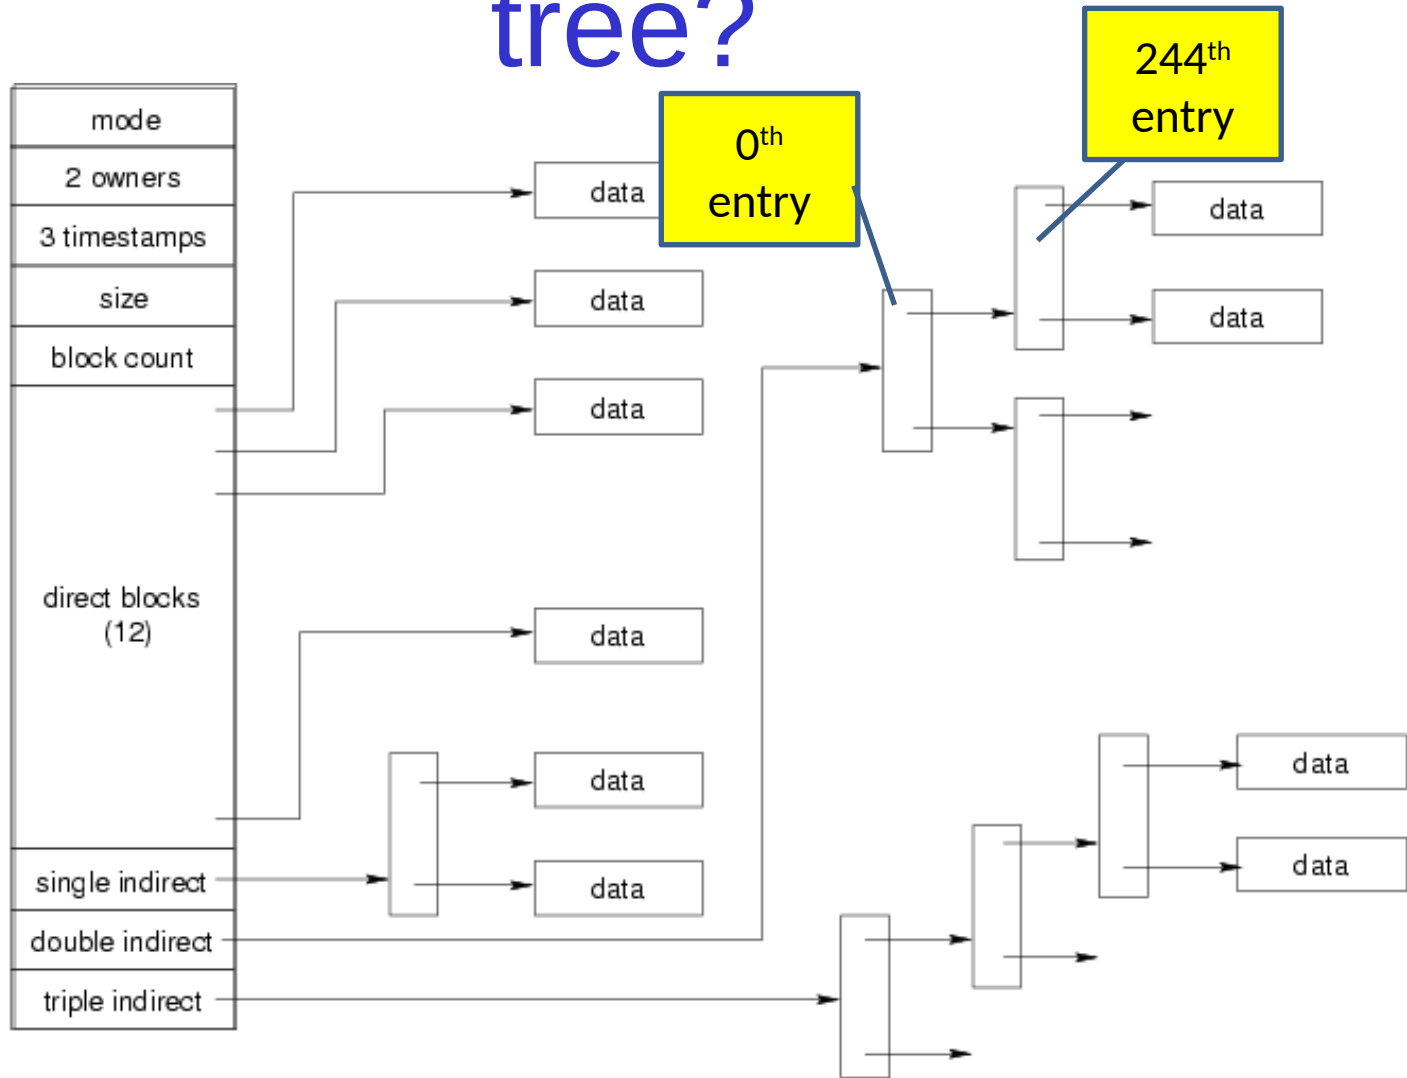 tree?
244th
entry
0th
entry
mode
2 owners
3 timestamps
size
block count
direct blocks
(12)
single indirect
double indirect
triple indirect
data
data
data
data
data
data
data
data
data
data